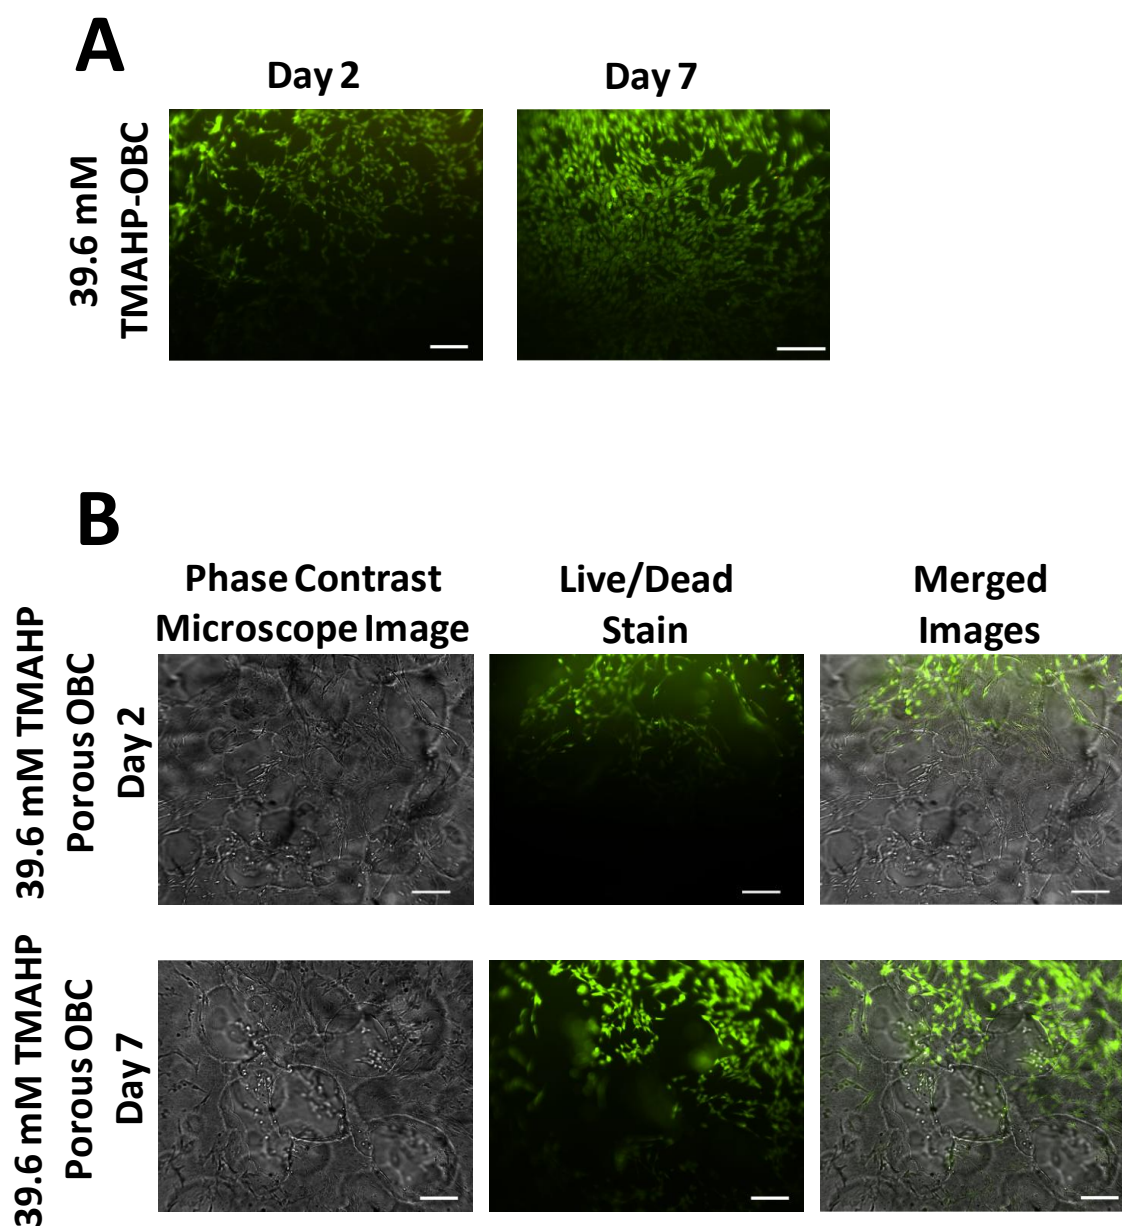 A
Day 2
Day 7
39.6 mM
TMAHP-OBC
B
Phase Contrast
Microscope Image
Live/Dead
Stain
Merged
Images
39.6 mM TMAHP
Porous OBC
Day 2
39.6 mM TMAHP
Porous OBC
Day 7